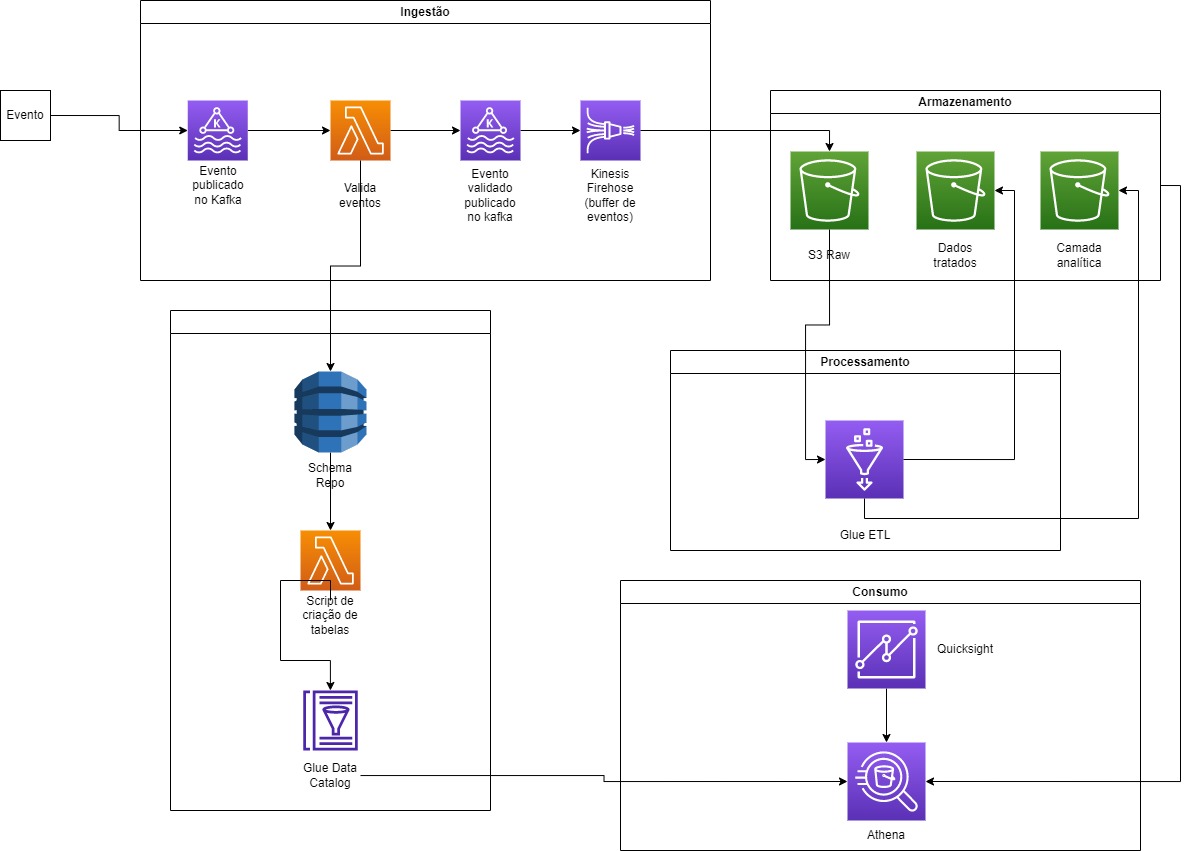 Ingestão
Evento
Evento
publicado
no Kafka
Valida
eventos
Evento
validado
publicado
no kafka
Kinesis
Firehose
(buffer de
eventos)
Armazenamento
S3 Raw
Dados
tratados
Camada
analítica
Schema
Repo
Script de
criação de
tabelas
Glue Data
Catalog
Processamento
Glue ETL
Consumo
Quicksight
Athena